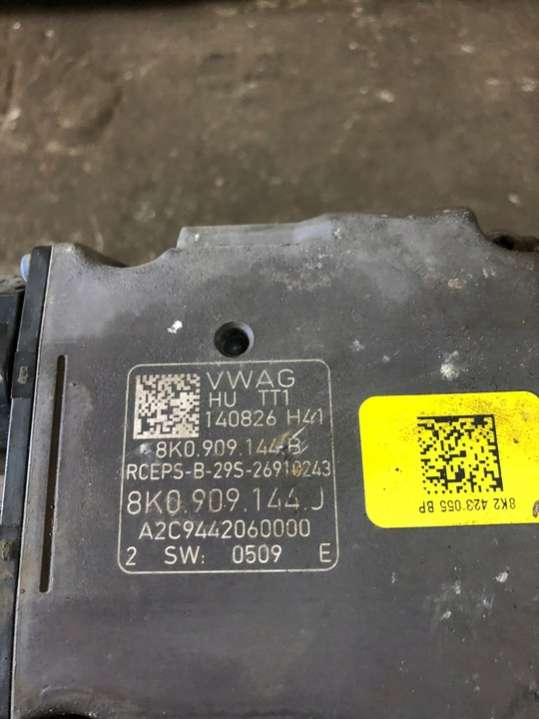 VWAG
HU TT1
140826 H41
8K0.909.144.B
RCEPS-B-29S-26910243
8K0.909.144.J
A2C9442060000
2 SW: 0509 E
8K2 423 055 BP